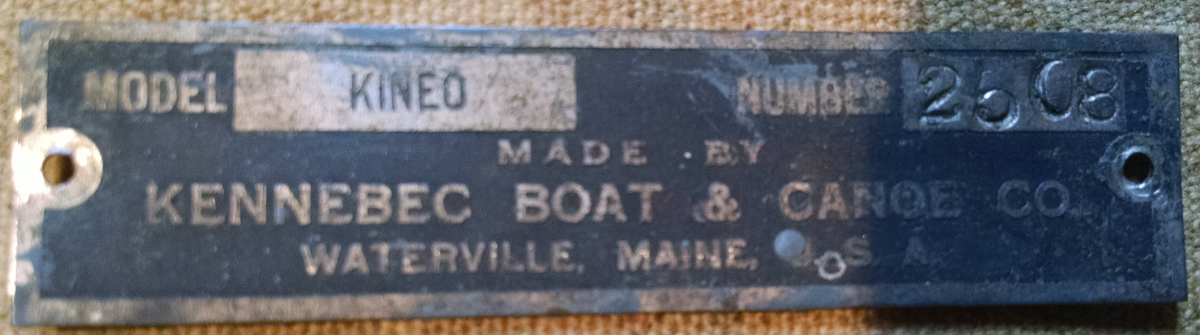 MODEL KINEO NUMBER 2508
MADE BY
KENNEBEC BOAT & CANOE CO.
WATERVILLE, MAINE, U.S.A.